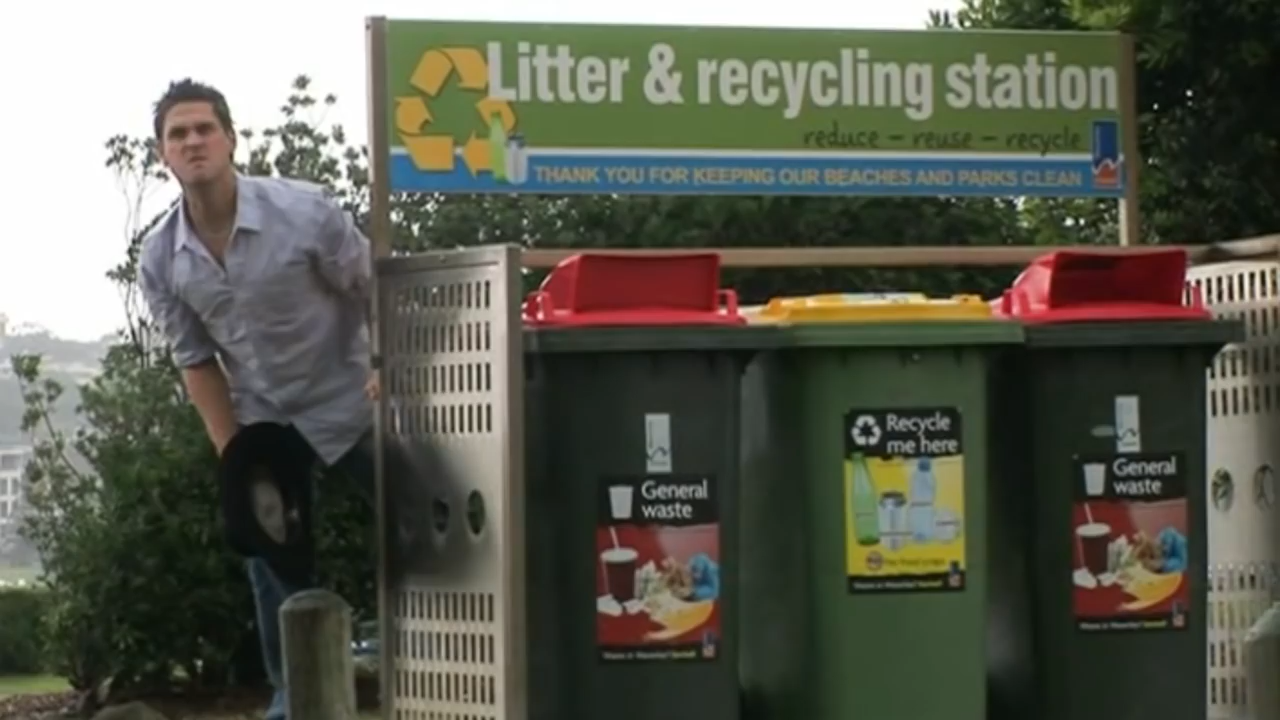 Litter & recycling station
reduce – reuse – recycle
THANK YOU FOR KEEPING OUR BEACHES AND PARKS CLEAN
General
waste
Recycle
me here
General
waste